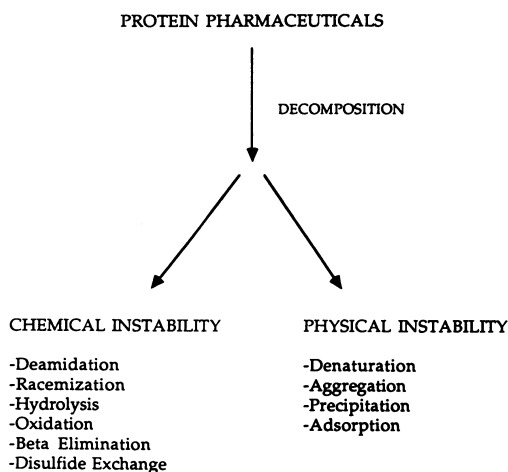 PROTEIN PHARMACEUTICALS
DECOMPOSITION
CHEMICAL INSTABILITY
-Deamidation
-Racemization
-Hydrolysis
-Oxidation
-Beta Elimination
-Disulfide Exchange
PHYSICAL INSTABILITY
-Denaturation
-Aggregation
-Precipitation
-Adsorption